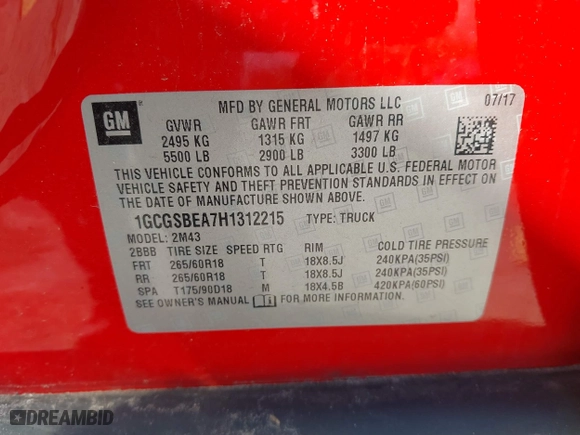 MFD BY GENERAL MOTORS LLC 07/17
GM
GVWR GAWR FRT GAWR RR
2495 KG 1315 KG 1497 KG
5500 LB 2900 LB 3300 LB
THIS VEHICLE CONFORMS TO ALL APPLICABLE U.S. FEDERAL MOTOR
VEHICLE SAFETY AND THEFT PREVENTION STANDARDS IN EFFECT ON
THE DATE OF MANUFACTURE SHOWN ABOVE.
1GCGSBEA7H1312215 TYPE: TRUCK
MODEL: 2M43
2BBB TIRE SIZE SPEED RTG RIM COLD TIRE PRESSURE
FRT 265/60R18 T 18X8.5J 240KPA(35PSI)
RR 265/60R18 T 18X8.5J 240KPA(35PSI)
SPA T175/90D18 M 18X4.5B 420KPA(60PSI)
SEE OWNER'S MANUAL FOR MORE INFORMATION.
DREAMBID